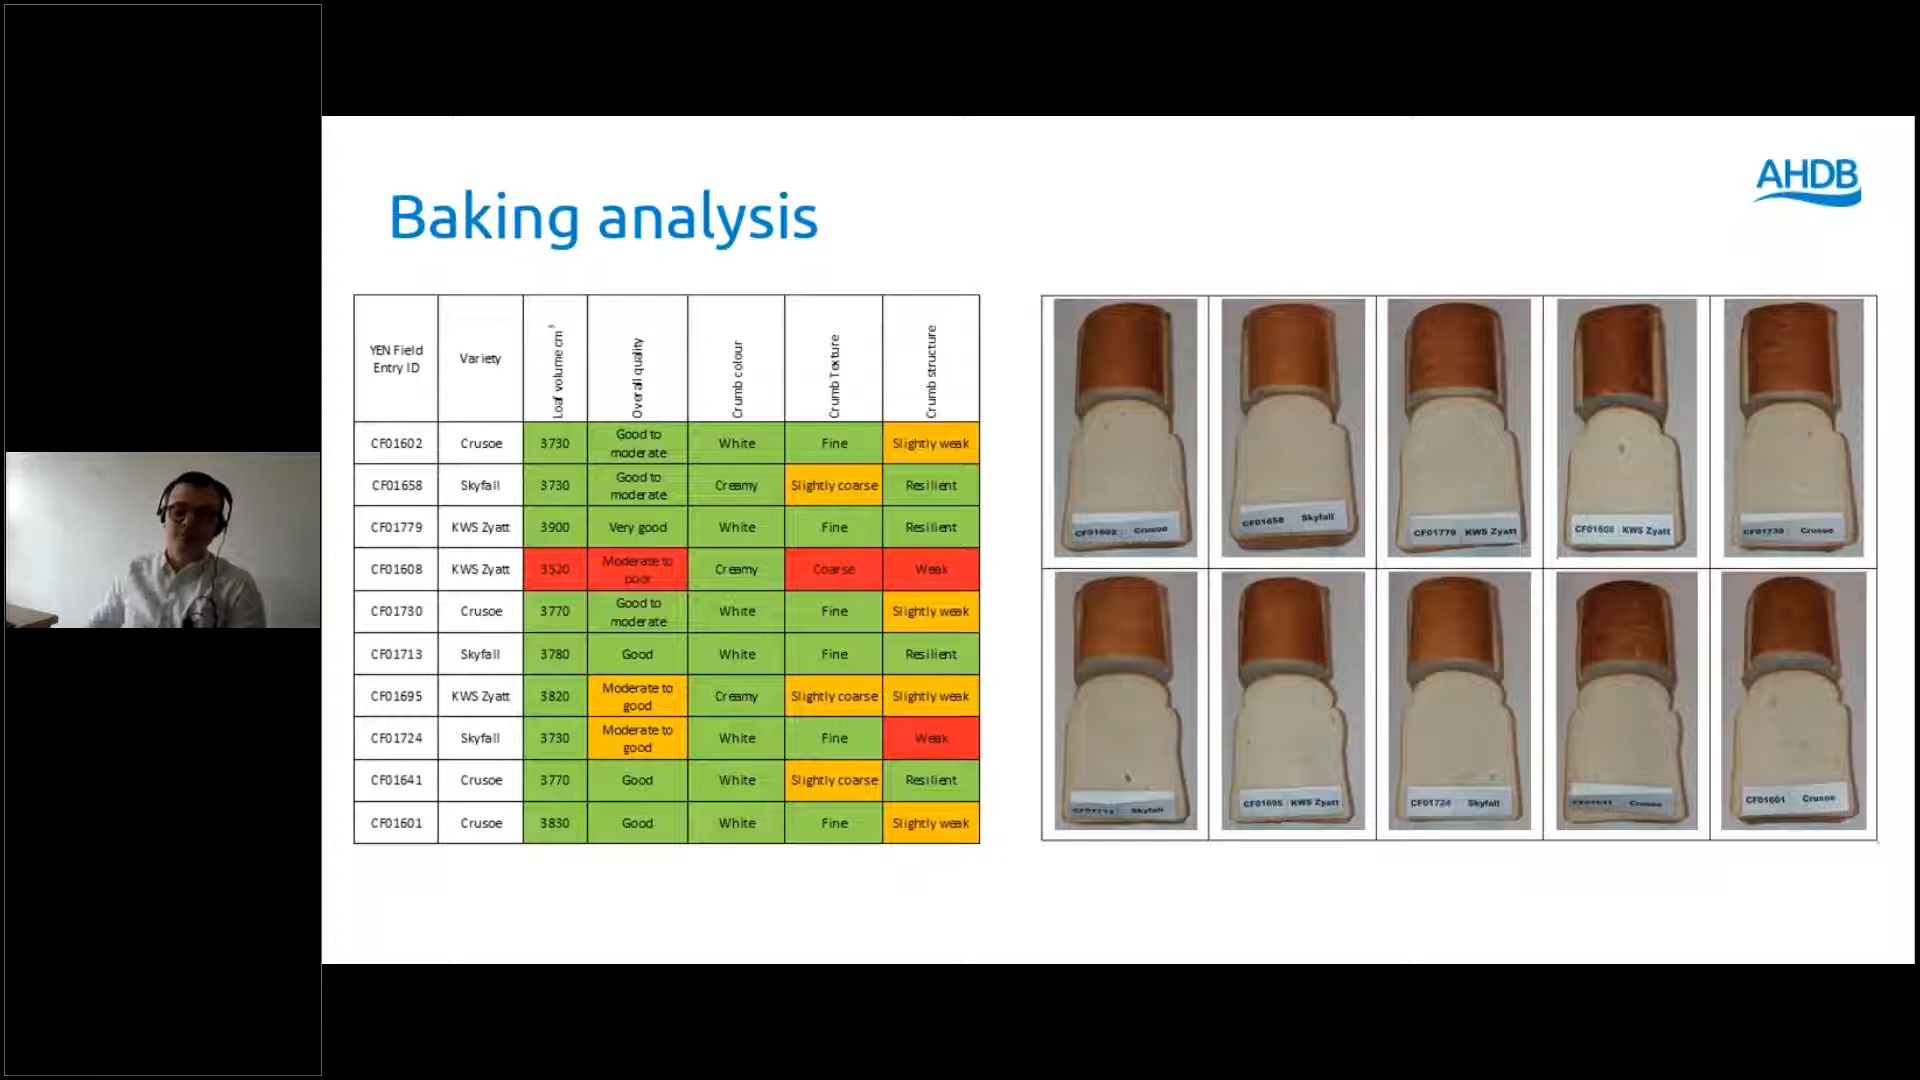 AHDB
Baking analysis
YEN Field
Entry ID
Variety
Loaf volume cm³
Overall quality
Crumb colour
Crumb Texture
Crumb structure
CF01602 Crusoe 3730 Good to moderate White Fine Slightly weak
CF01658 Skyfall 3730 Good to moderate Creamy Slightly coarse Resilient
CF01779 KWS Zyatt 3900 Very good White Fine Resilient
CF01608 KWS Zyatt 3520 Moderate to poor Creamy Coarse Weak
CF01730 Crusoe 3770 Good to moderate White Fine Slightly weak
CF01713 Skyfall 3780 Good White Fine Resilient
CF01695 KWS Zyatt 3820 Moderate to good Creamy Slightly coarse Slightly weak
CF01724 Skyfall 3730 Moderate to good White Fine Weak
CF01641 Crusoe 3770 Good White Slightly coarse Resilient
CF01601 Crusoe 3830 Good White Fine Slightly weak
CF01602 Crusoe
CF01658 Skyfall
CF01779 KWS Zyatt
CF01608 KWS Zyatt
CF01730 Crusoe
Skyfall
CF01695 KWS Zyatt
CF01724 Skyfall
Crusoe
CF01601 Crusoe